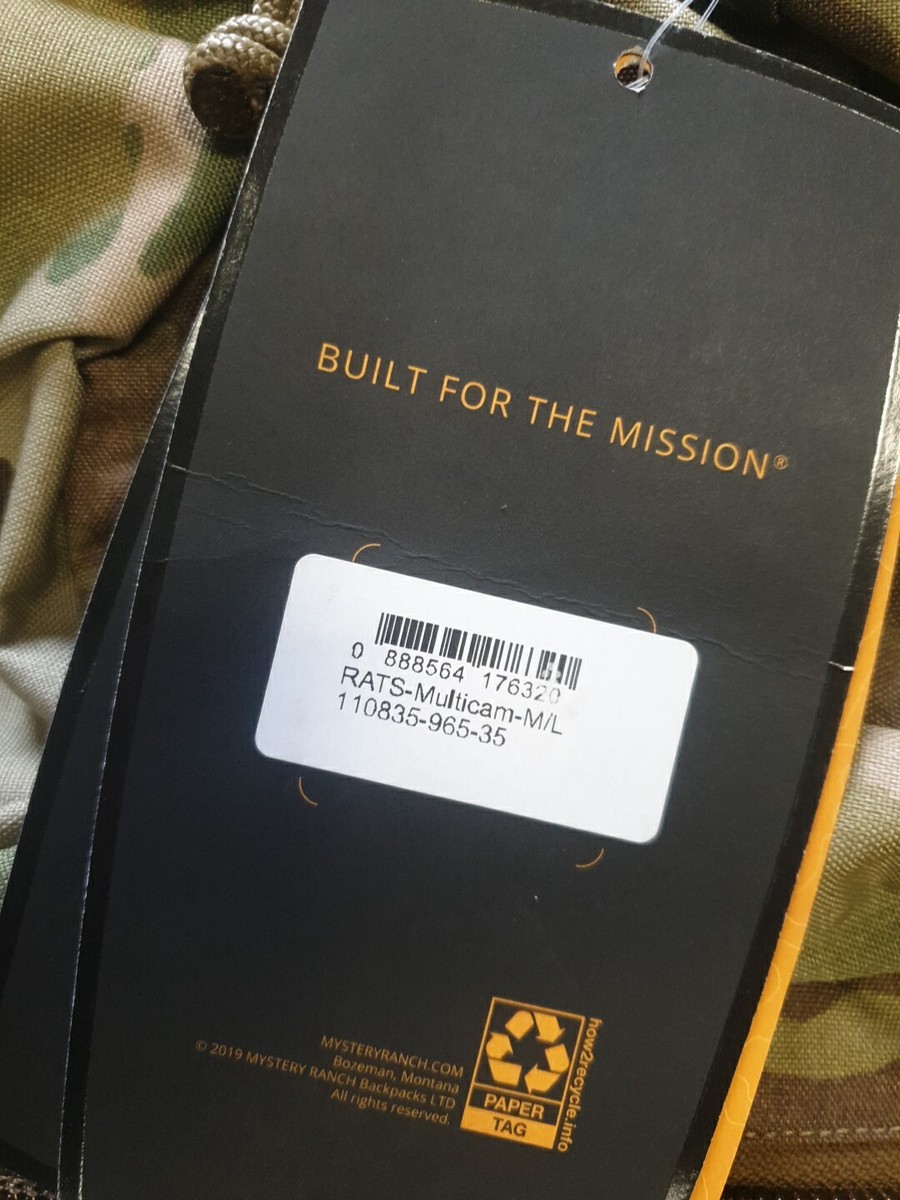 BUILT FOR THE MISSION®
0 888564 176320
RATS-Multicam-M/L
110835-965-35
MYSTERYRANCH.COM
Bozeman, Montana
© 2019 MYSTERY RANCH Backpacks LTD
All rights reserved.
PAPER
TAG
how2recycle.info